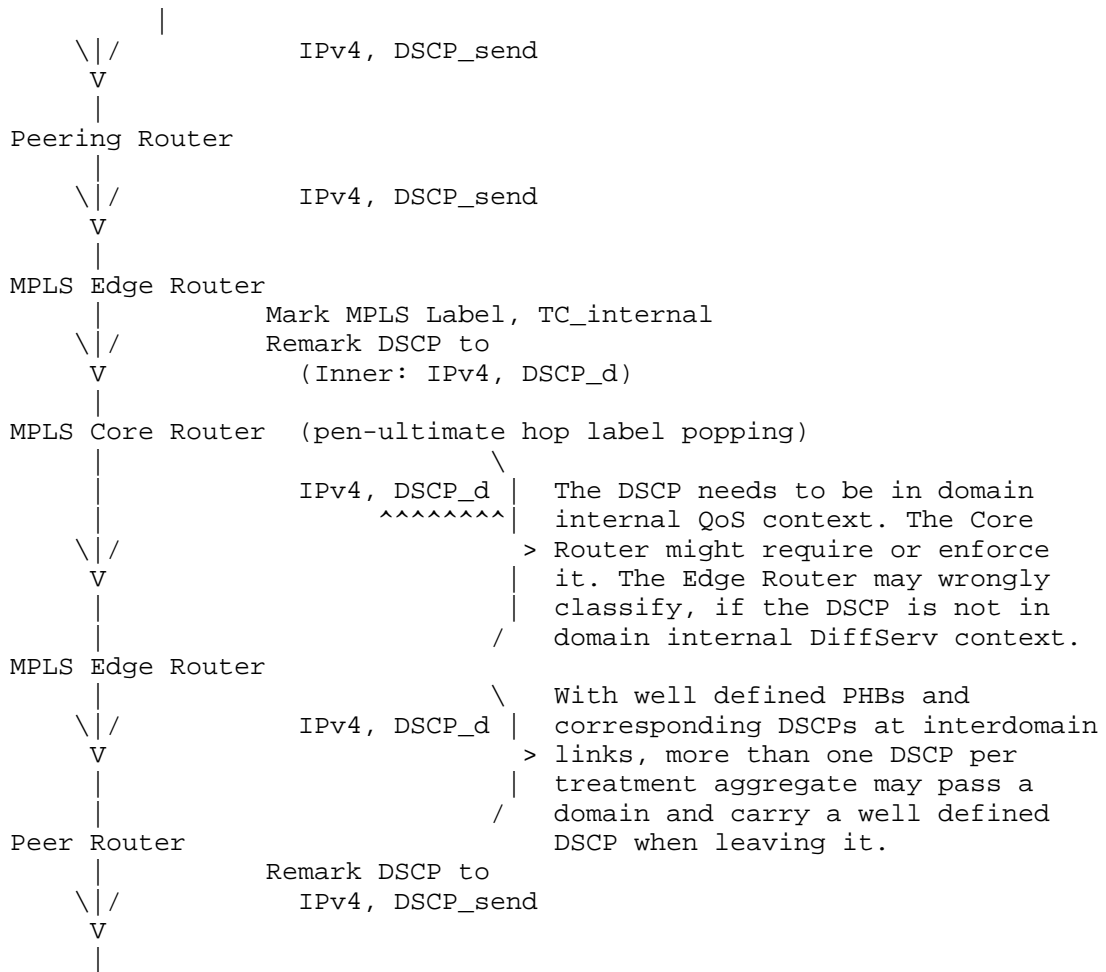 |
    \|/           IPv4, DSCP_send
     V
     |
Peering Router
     |
    \|/           IPv4, DSCP_send
     V
     |
MPLS Edge Router
     |          Mark MPLS Label, TC_internal
    \|/         Remark DSCP to
     V            (Inner: IPv4, DSCP_d)
     |
MPLS Core Router  (pen-ultimate hop label popping)
     |                        \
     |            IPv4, DSCP_d |  The DSCP needs to be in domain
     |                 ^^^^^^^^|  internal QoS context. The Core
    \|/                         > Router might require or enforce
     V                         |  it. The Edge Router may wrongly
     |                         |  classify, if the DSCP is not in
     |                        /   domain internal DiffServ context.
MPLS Edge Router
     |                        \   With well defined PHBs and
    \|/           IPv4, DSCP_d |  corresponding DSCPs at interdomain
     V                          > links, more than one DSCP per
     |                         |  treatment aggregate may pass a
     |                        /   domain and carry a well defined
Peer Router                       DSCP when leaving it.
     |          Remark DSCP to
    \|/           IPv4, DSCP_send
     V
     |